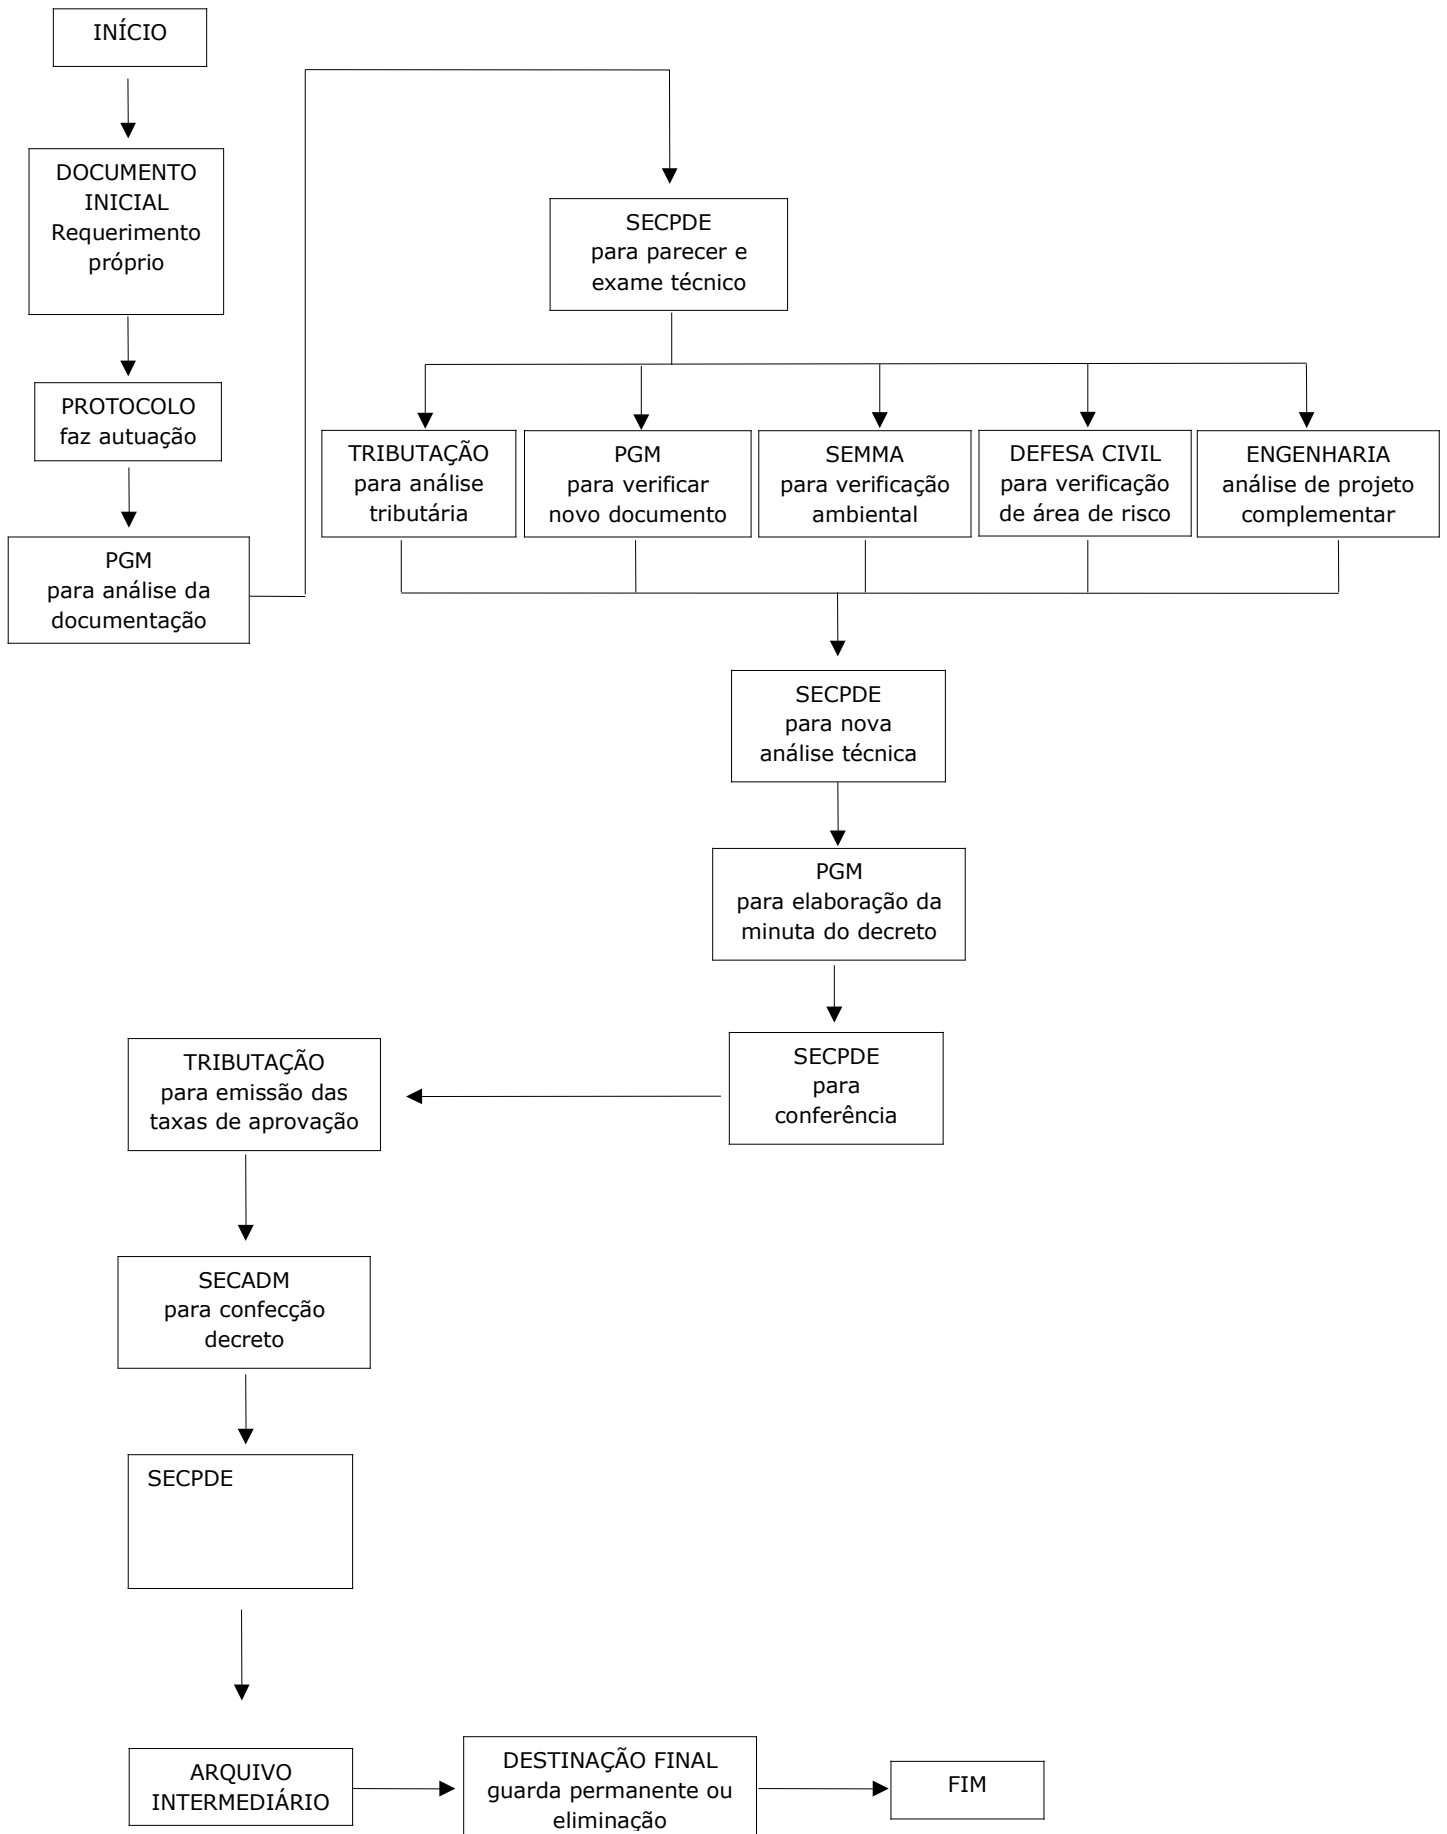 INÍCIO
DOCUMENTO
INICIAL
Requerimento
próprio
PROTOCOLO
faz autuação
PGM
para análise da
documentação
SECPDE
para parecer e
exame técnico
TRIBUTAÇÃO
para análise
tributária
PGM
para verificar
novo documento
SEMMA
para verificação
ambiental
DEFESA CIVIL
para verificação
de área de risco
ENGENHARIA
análise de projeto
complementar
SECPDE
para nova
análise técnica
PGM
para elaboração da
minuta do decreto
SECPDE
para
conferência
TRIBUTAÇÃO
para emissão das
taxas de aprovação
SECADM
para confecção
decreto
SECPDE
ARQUIVO
INTERMEDIÁRIO
DESTINAÇÃO FINAL
guarda permanente ou
eliminação
FIM